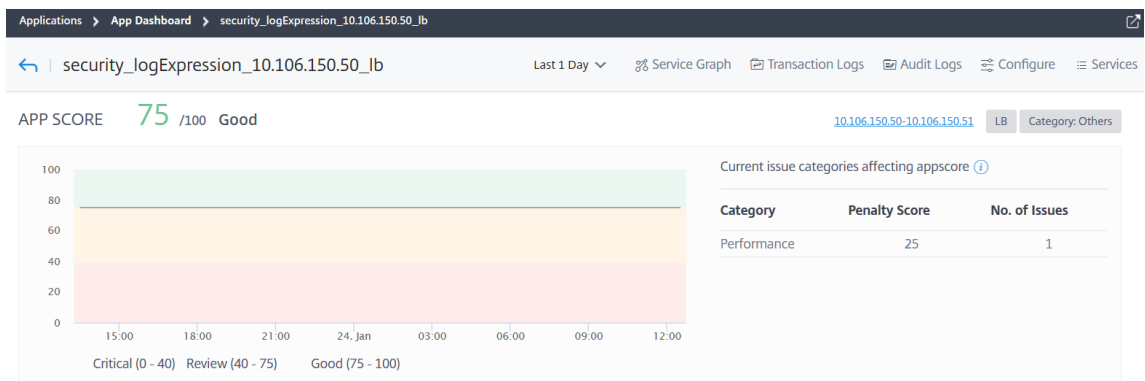 Applications > App Dashboard > security_logExpression_10.106.150.50_lb
security_logExpression_10.106.150.50_lb
Last 1 Day Service Graph Transaction Logs Audit Logs Configure Services
APP SCORE 75 /100 Good
10.106.150.50-10.106.150.51 LB Category: Others
100
80
60
40
20
0
15:00 18:00 21:00 24. Jan 03:00 06:00 09:00 12:00
Critical (0 - 40) Review (40 - 75) Good (75 - 100)
Current issue categories affecting appscore i
Category Penalty Score No. of Issues
Performance 25 1